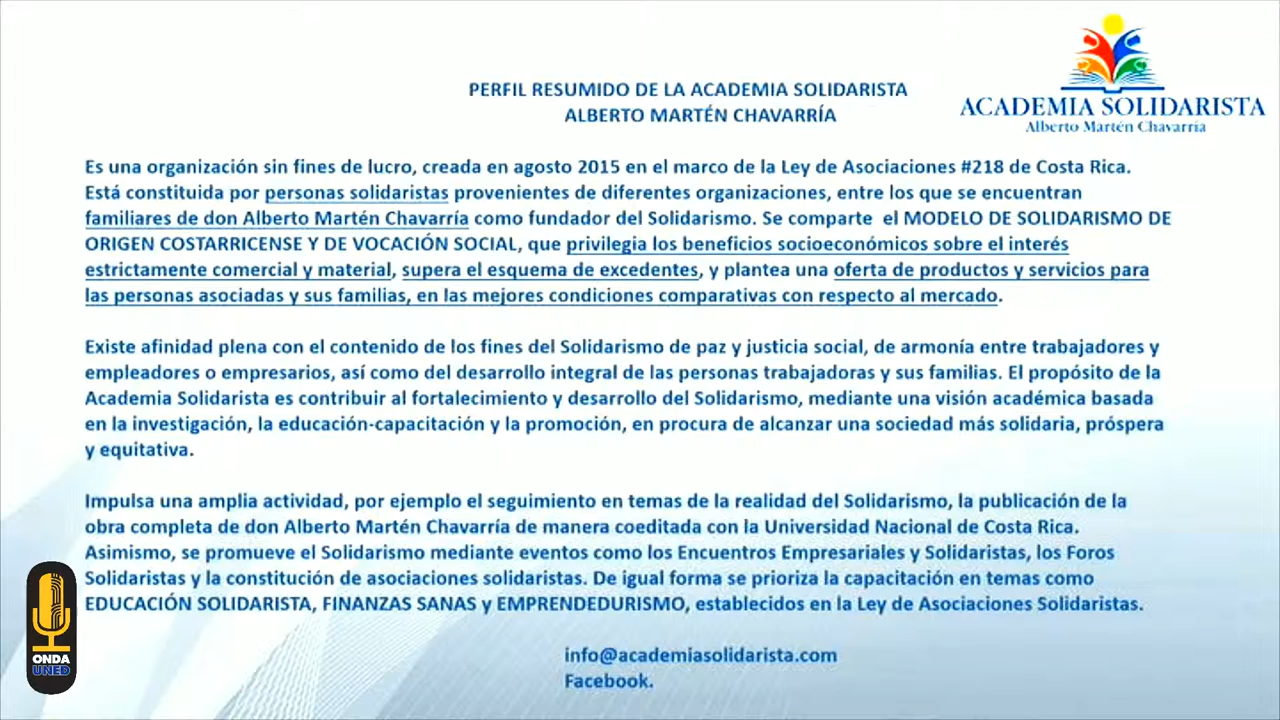 ACADEMIA SOLIDARISTA
Alberto Martén Chavarría
PERFIL RESUMIDO DE LA ACADEMIA SOLIDARISTA
ALBERTO MARTÉN CHAVARRÍA
Es una organización sin fines de lucro, creada en agosto 2015 en el marco de la Ley de Asociaciones #218 de Costa Rica.
Está constituida por personas solidaristas provenientes de diferentes organizaciones, entre los que se encuentran
familiares de don Alberto Martén Chavarría como fundador del Solidarismo. Se comparte el MODELO DE SOLIDARISMO DE
ORIGEN COSTARRICENSE Y DE VOCACIÓN SOCIAL, que privilegia los beneficios socioeconómicos sobre el interés
estrictamente comercial y material, supera el esquema de excedentes, y plantea una oferta de productos y servicios para
las personas asociadas y sus familias, en las mejores condiciones comparativas con respecto al mercado.
Existe afinidad plena con el contenido de los fines del Solidarismo de paz y justicia social, de armonía entre trabajadores y
empleadores o empresarios, así como del desarrollo integral de las personas trabajadoras y sus familias. El propósito de la
Academia Solidarista es contribuir al fortalecimiento y desarrollo del Solidarismo, mediante una visión académica basada
en la investigación, la educación-capacitación y la promoción, en procura de alcanzar una sociedad más solidaria, próspera
y equitativa.
Impulsa una amplia actividad, por ejemplo el seguimiento en temas de la realidad del Solidarismo, la publicación de la
obra completa de don Alberto Martén Chavarría de manera coeditada con la Universidad Nacional de Costa Rica.
Asimismo, se promueve el Solidarismo mediante eventos como los Encuentros Empresariales y Solidaristas, los Foros
Solidaristas y la constitución de asociaciones solidaristas. De igual forma se prioriza la capacitación en temas como
EDUCACIÓN SOLIDARISTA, FINANZAS SANAS y EMPRENDEDURISMO, establecidos en la Ley de Asociaciones Solidaristas.
info@academiasolidarista.com
Facebook.
ONDA
UNED